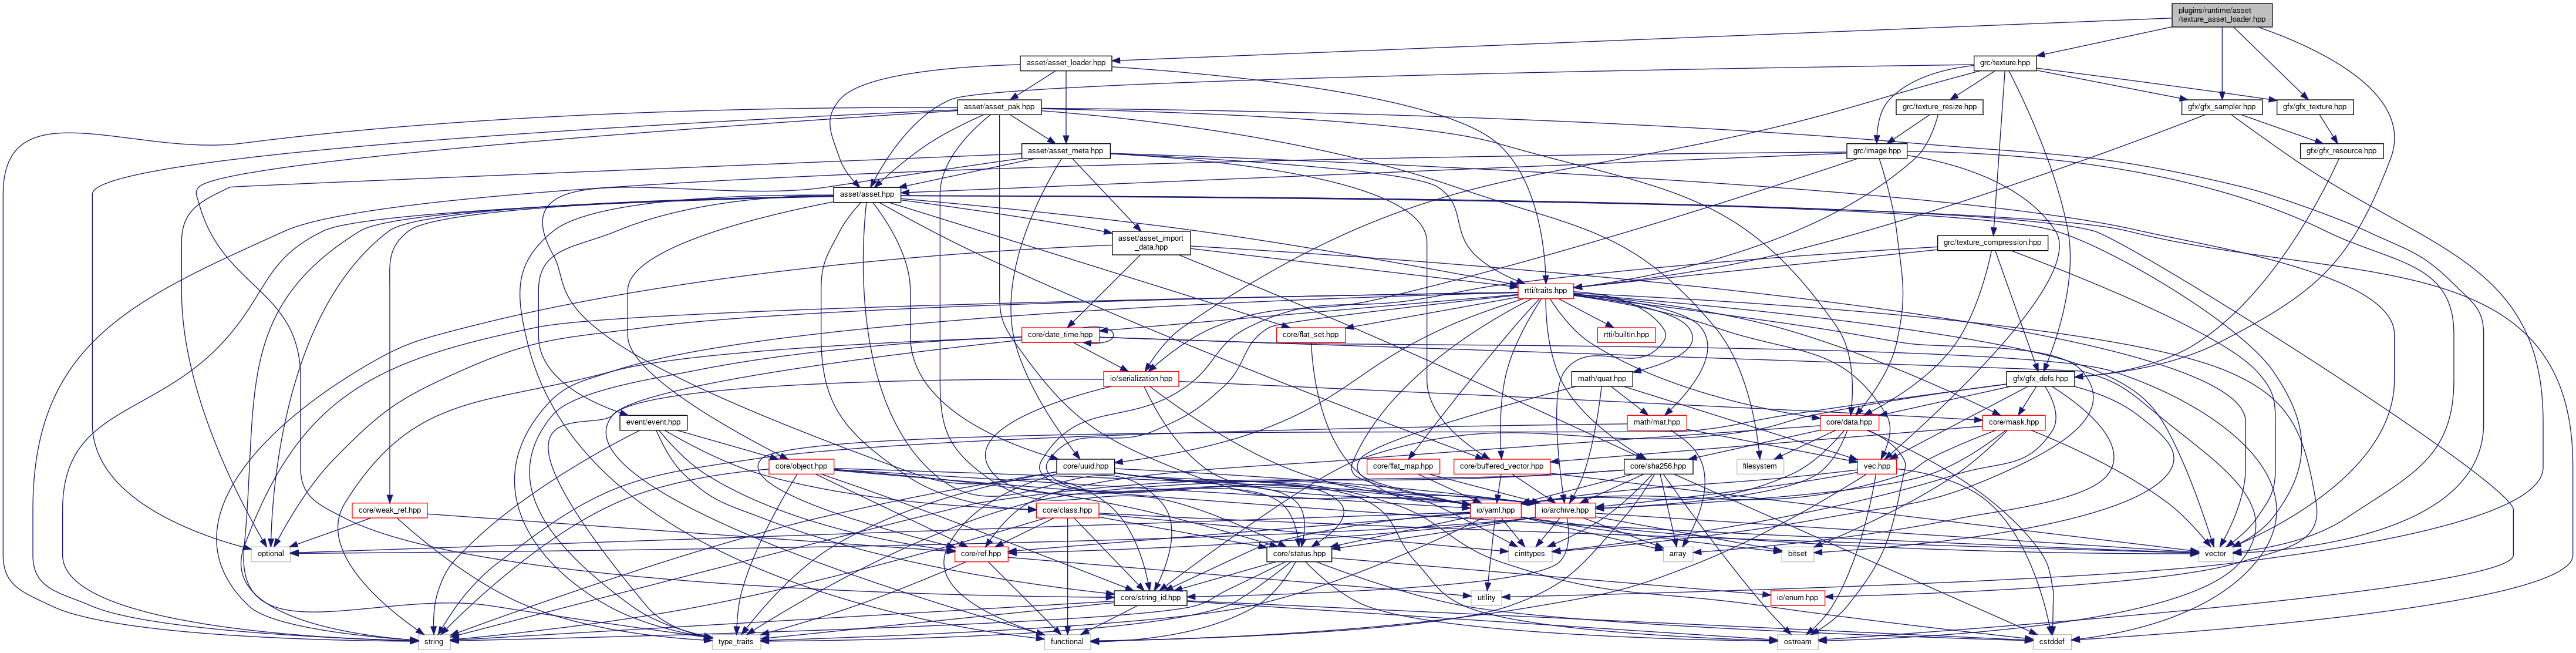 plugins/runtime/asset
/texture_asset_loader.hpp
asset/asset_loader.hpp
grc/texture.hpp
asset/asset_pak.hpp
grc/texture_resize.hpp
gfx/gfx_sampler.hpp
gfx/gfx_texture.hpp
asset/asset_meta.hpp
grc/image.hpp
gfx/gfx_resource.hpp
asset/asset.hpp
asset/asset_import
_data.hpp
grc/texture_compression.hpp
rtti/traits.hpp
core/date_time.hpp
core/flat_set.hpp
rtti/builtin.hpp
io/serialization.hpp
math/quat.hpp
gfx/gfx_defs.hpp
event/event.hpp
math/mat.hpp
core/data.hpp
core/mask.hpp
core/object.hpp
core/uuid.hpp
core/flat_map.hpp
core/buffered_vector.hpp
core/sha256.hpp
filesystem
vec.hpp
core/weak_ref.hpp
core/class.hpp
io/yaml.hpp
io/archive.hpp
optional
core/ref.hpp
core/status.hpp
cinttypes
array
bitset
vector
core/string_id.hpp
utility
io/enum.hpp
string
type_traits
functional
ostream
cstddef